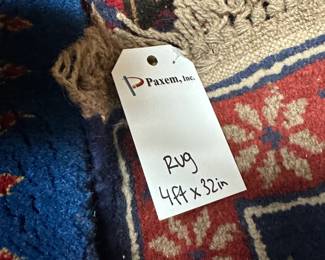 Paxem, Inc.
RUg
4ft x 32in